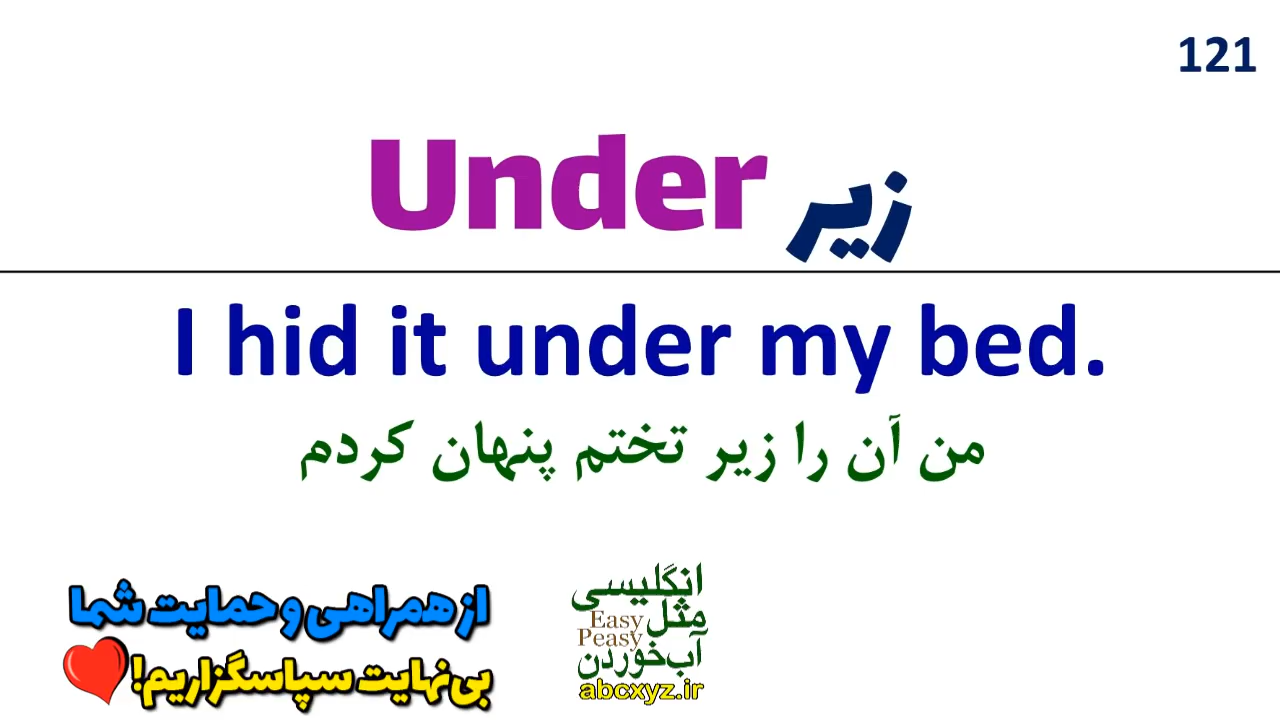 121
Under زیر
I hid it under my bed.
من آن را زیر تختم پنهان کردم
از همراهی و حمایت شما
بی‌نهایت سپاسگزاریم!
انگلیسی
مثل
Easy
Peasy
آب‌خوردن
abcxyz.ir